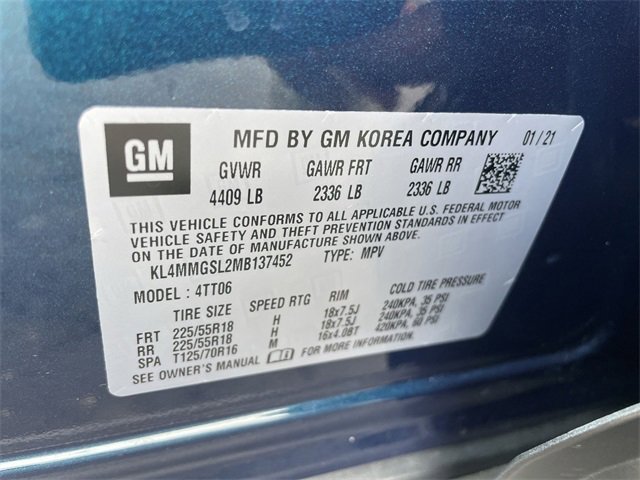 GM
MFD BY GM KOREA COMPANY 01/21
GVWR GAWR FRT GAWR RR
4409 LB 2336 LB 2336 LB
THIS VEHICLE CONFORMS TO ALL APPLICABLE U.S. FEDERAL MOTOR
VEHICLE SAFETY AND THEFT PREVENTION STANDARDS IN EFFECT
ON THE DATE OF MANUFACTURE SHOWN ABOVE.
KL4MMGSL2MB137452 TYPE: MPV
MODEL : 4TT06
TIRE SIZE SPEED RTG RIM COLD TIRE PRESSURE
FRT 225/55R18 H 18x7.5J 240KPA, 35 PSI
RR 225/55R18 H 18x7.5J 240KPA, 35 PSI
SPA T125/70R16 M 16x4.0BT 420KPA, 60 PSI
SEE OWNER'S MANUAL FOR MORE INFORMATION.